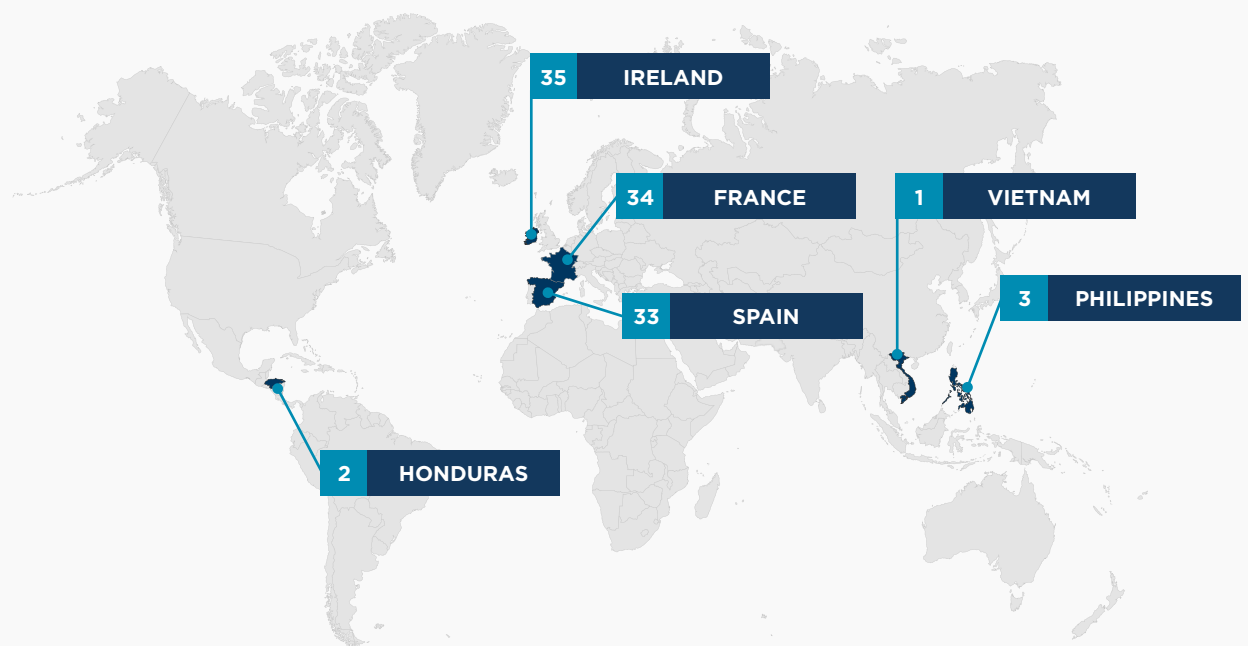 35 IRELAND
34 FRANCE
1 VIETNAM
3 PHILIPPINES
33 SPAIN
2 HONDURAS